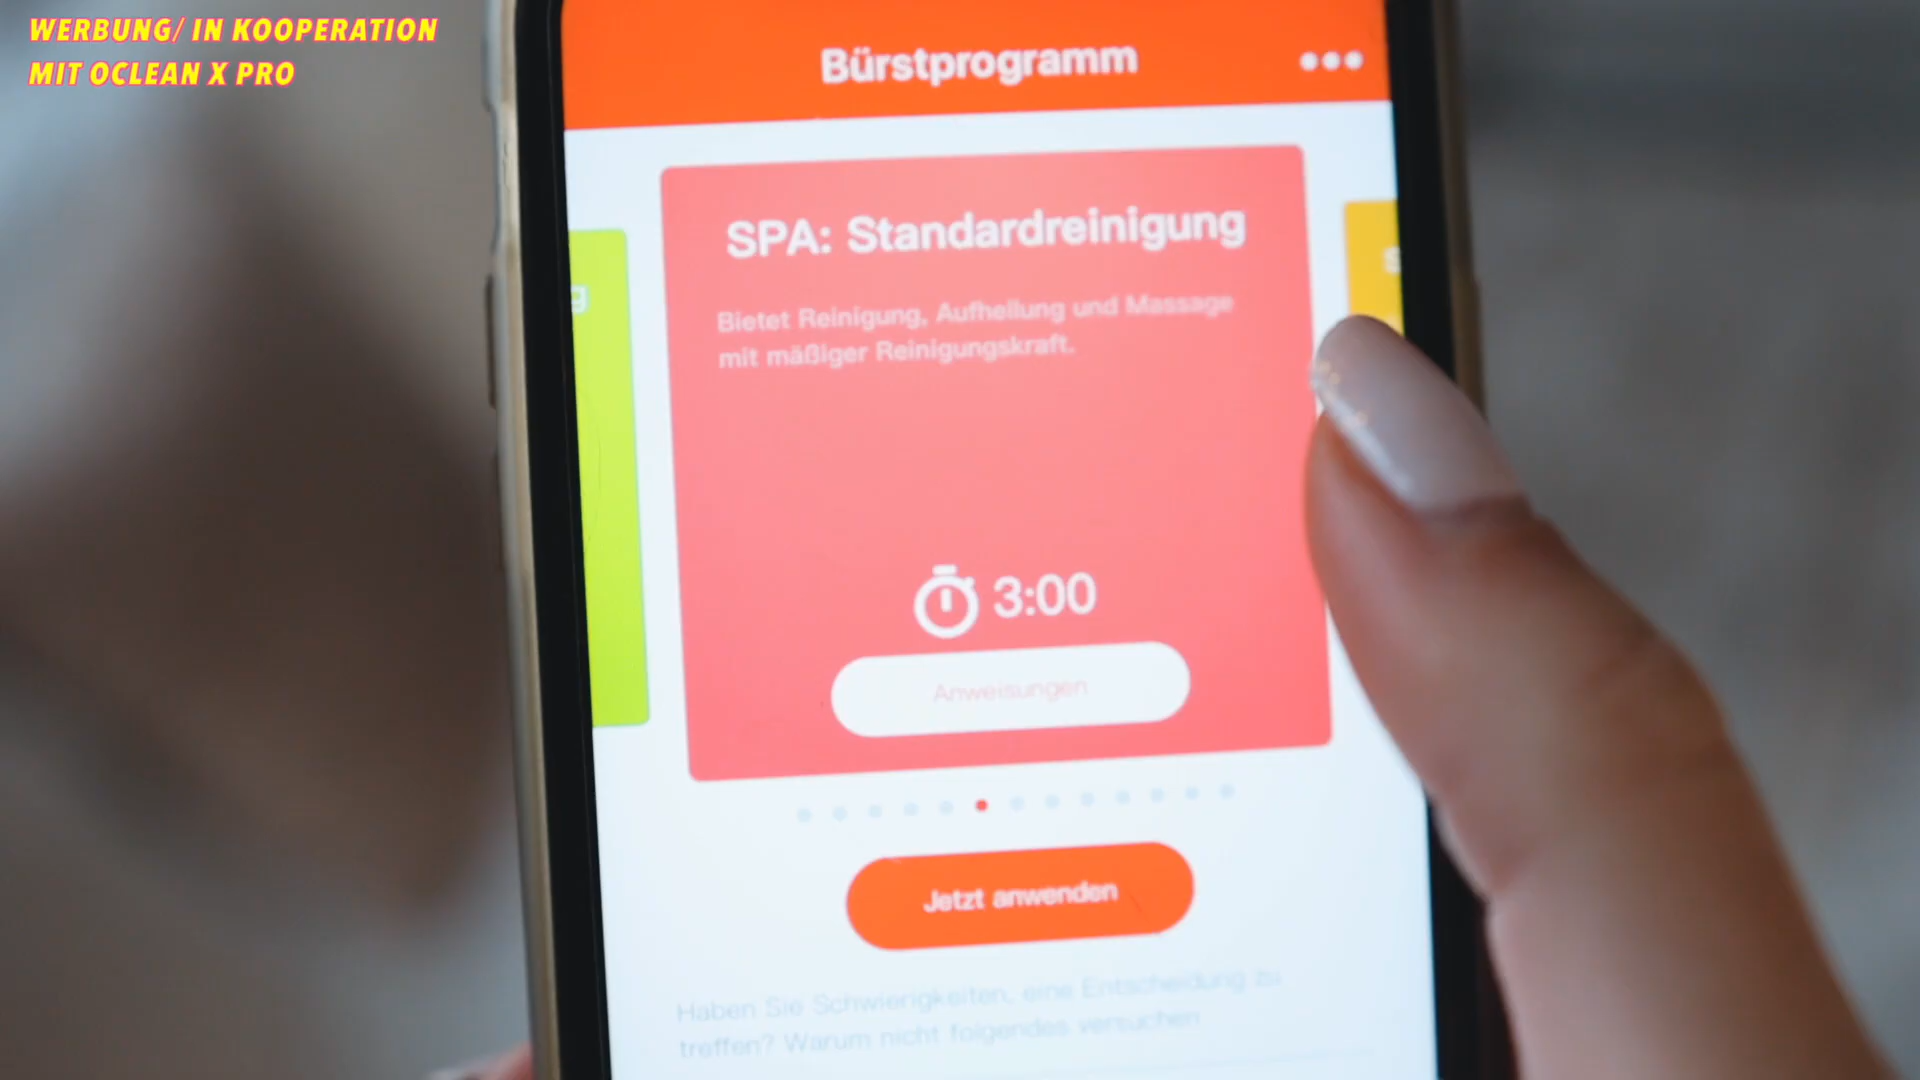 WERBUNG/ IN KOOPERATION
MIT OCLEAN X PRO
Bürstprogramm
SPA: Standardreinigung
Bietet Reinigung, Aufhellung und Massage
mit mäßiger Reinigungskraft.
g
S
3:00
Anweisungen
Jetzt anwenden
Haben Sie Schwierigkeiten, eine Entscheidung zu
treffen? Warum nicht folgendes versuchen